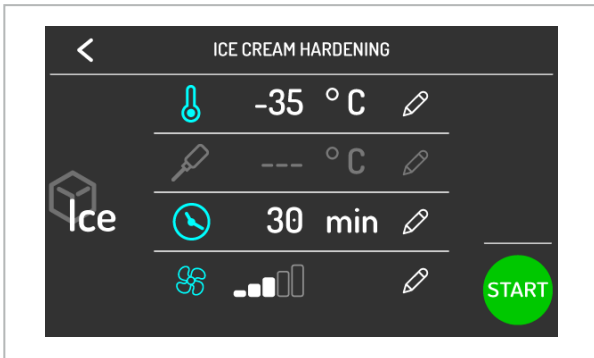 ICE CREAM HARDENING
-35 °C
--- °C
Ice
30 min
START